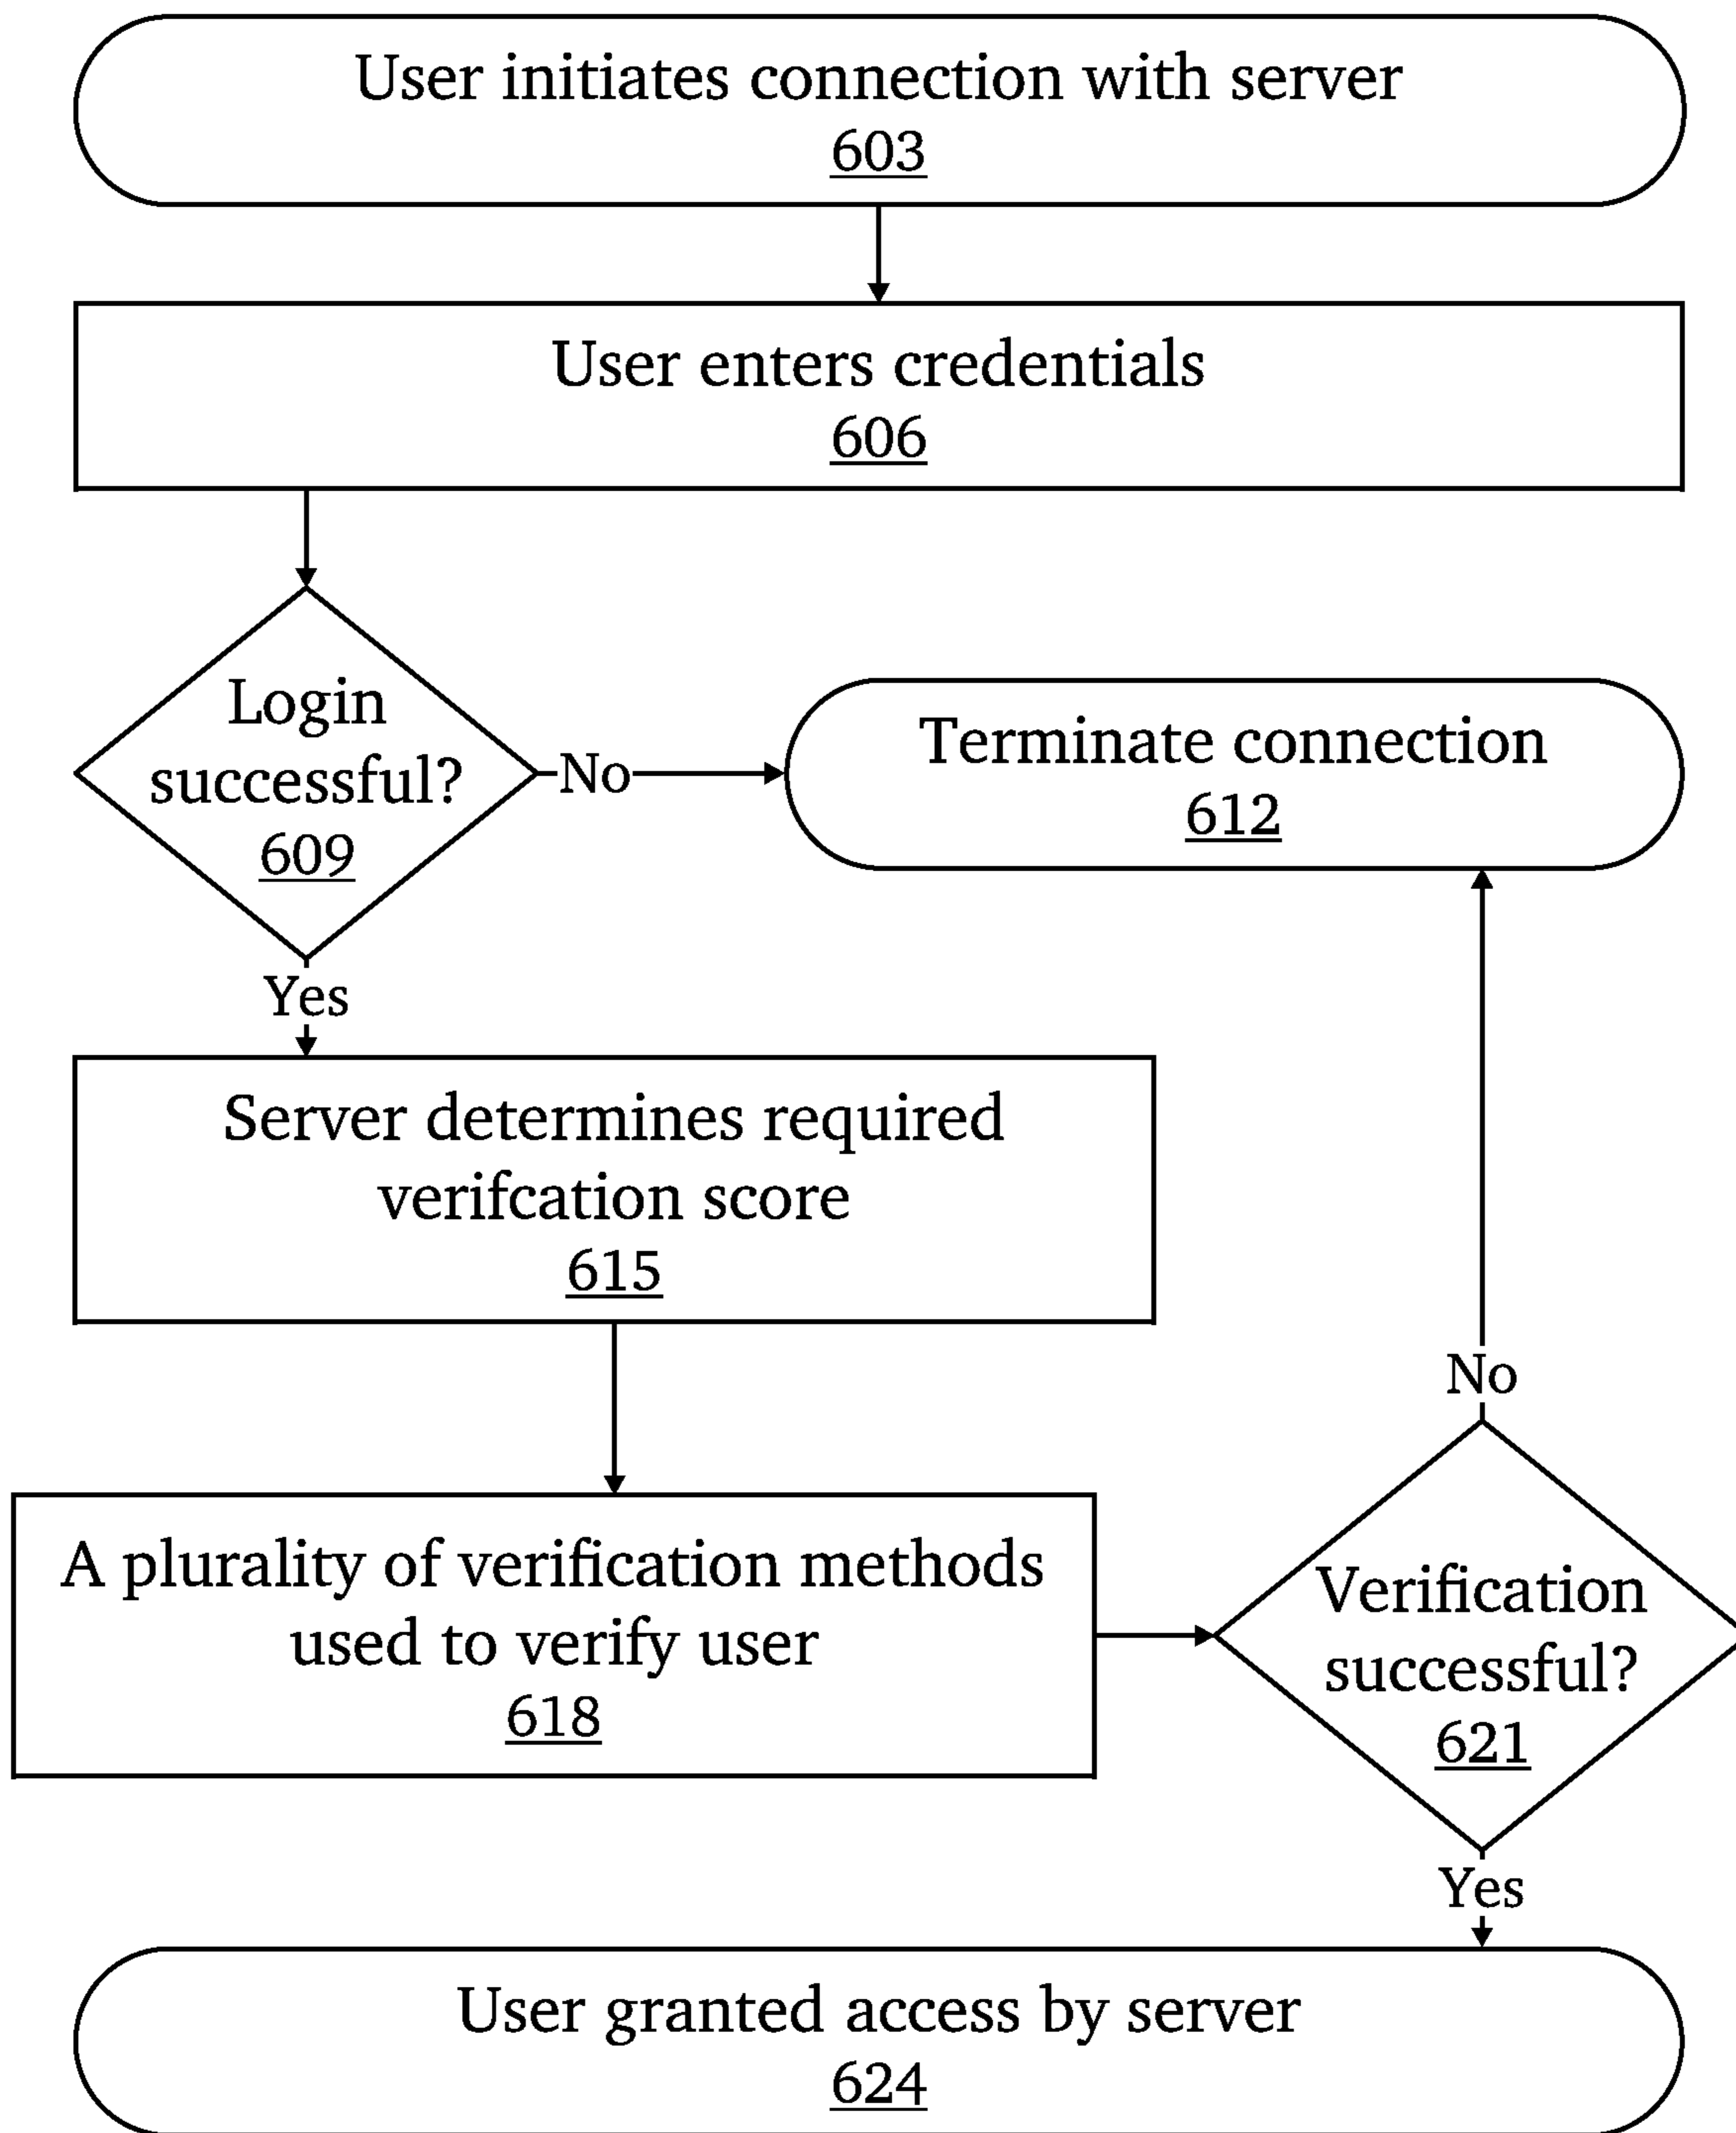 User initiates connection with server
603
User enters credentials
606
Login
successful?
609
No
Terminate connection
612
Yes
Server determines required
verifcation score
615
No
A plurality of verification methods
used to verify user
618
Verification
successful?
621
Yes
User granted access by server
624